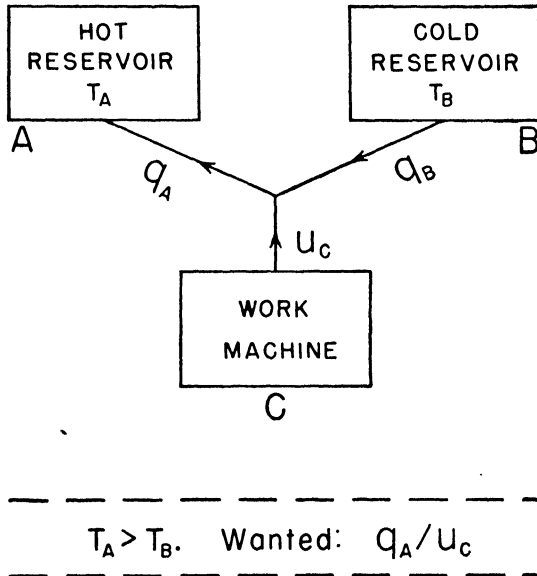 HOT
RESERVOIR
T_A
COLD
RESERVOIR
T_B
A
B
q_A
q_B
u_c
WORK
MACHINE
C
T_A > T_B. Wanted: q_A/u_c